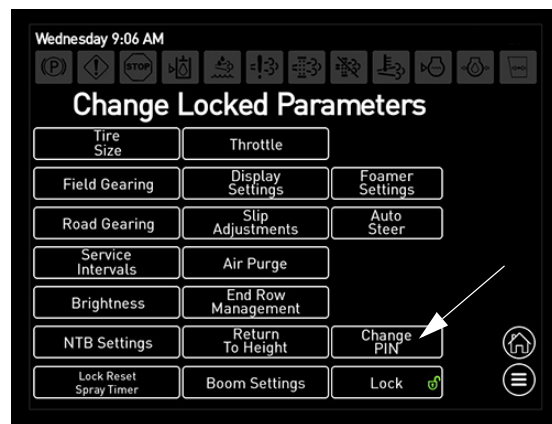 Wednesday 9:06 AM
(P) STOP
Change Locked Parameters
Tire
Size
Throttle
Field Gearing
Display
Settings
Foamer
Settings
Road Gearing
Slip
Adjustments
Auto
Steer
Service
Intervals
Air Purge
Brightness
End Row
Management
NTB Settings
Return
To Height
Change
PIN
Lock Reset
Spray Timer
Boom Settings
Lock